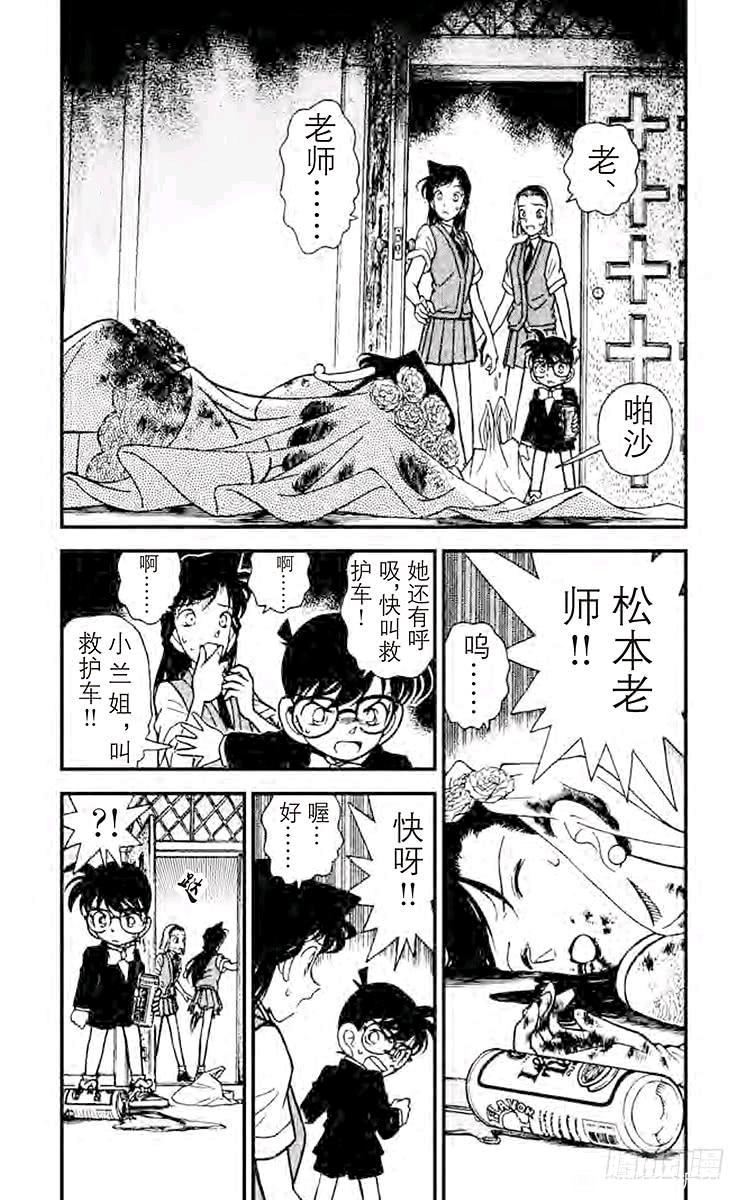 老、
老师……
啪沙
松本老
师!!
呜……
她还有呼
吸,快叫救
护车!
啊……
啊……
小兰姐，叫
救护车!!
快呀!!
喔…
好…
?!
跶